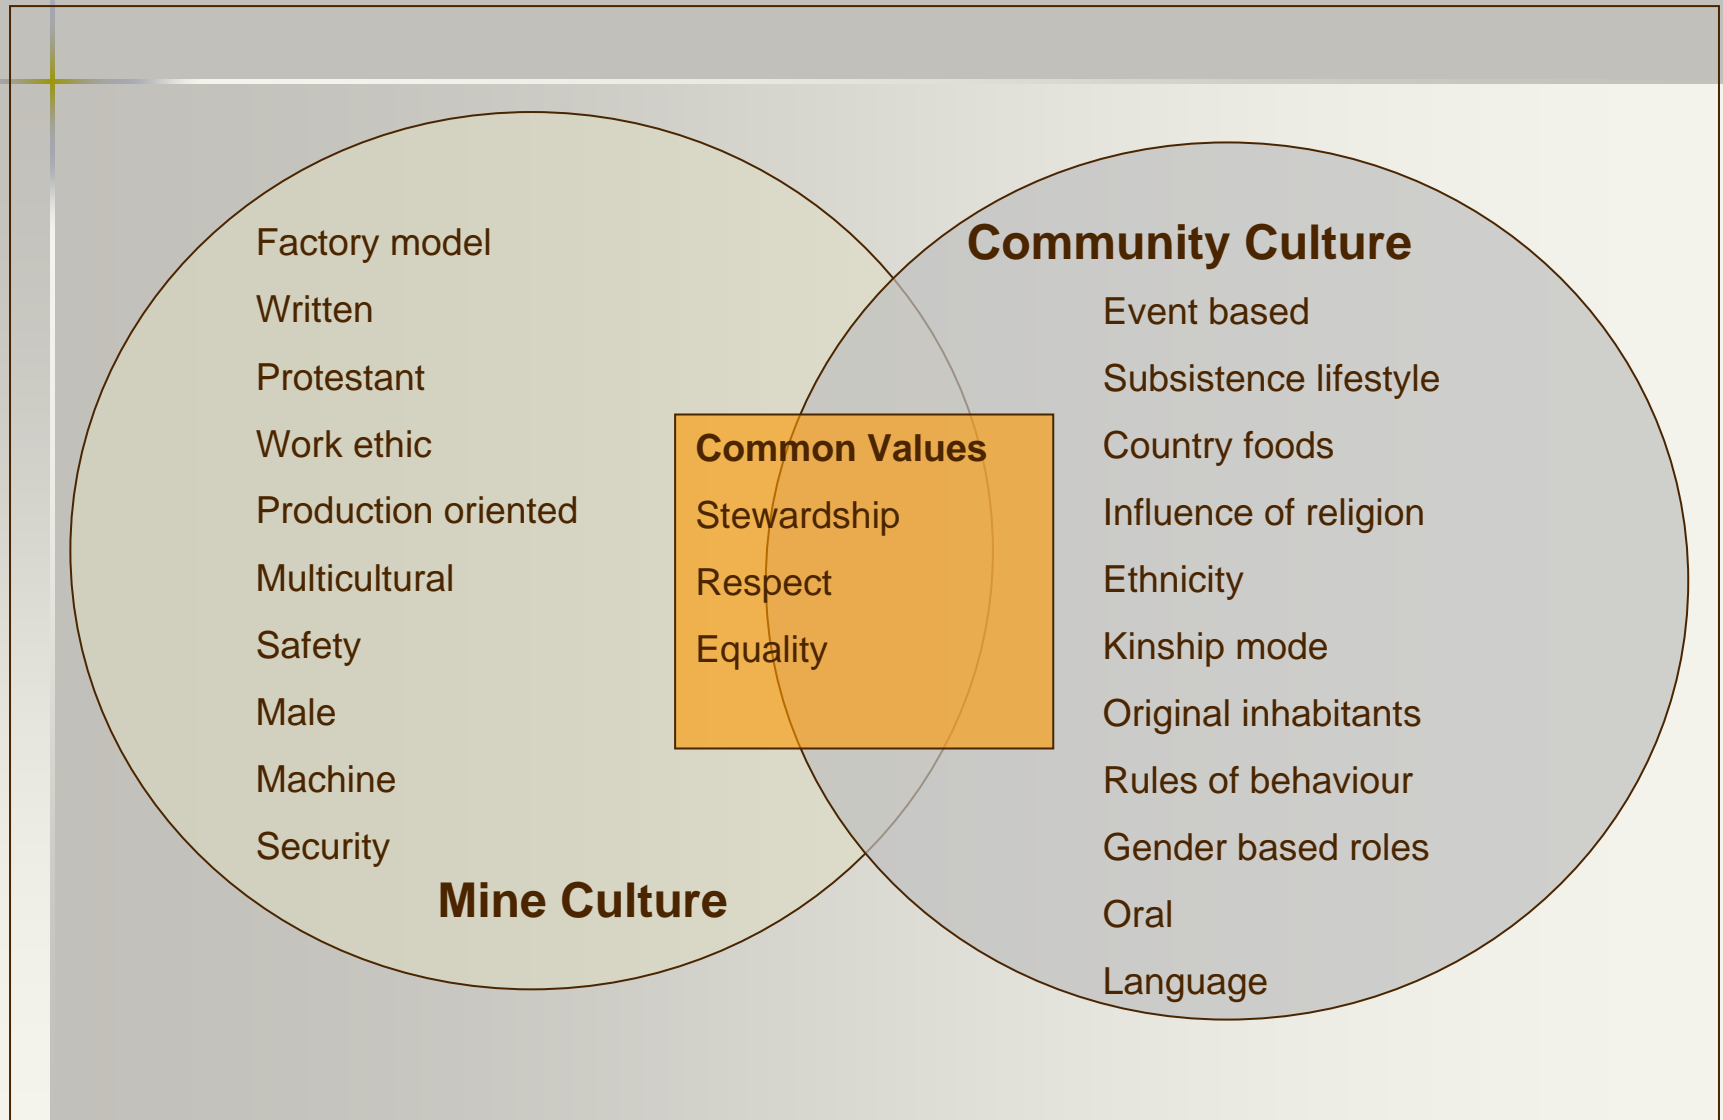 Factory model
Written
Protestant
Work ethic
Production oriented
Multicultural
Safety
Male
Machine
Security
Mine Culture
Common Values
Stewardship
Respect
Equality
Community Culture
Event based
Subsistence lifestyle
Country foods
Influence of religion
Ethnicity
Kinship mode
Original inhabitants
Rules of behaviour
Gender based roles
Oral
Language